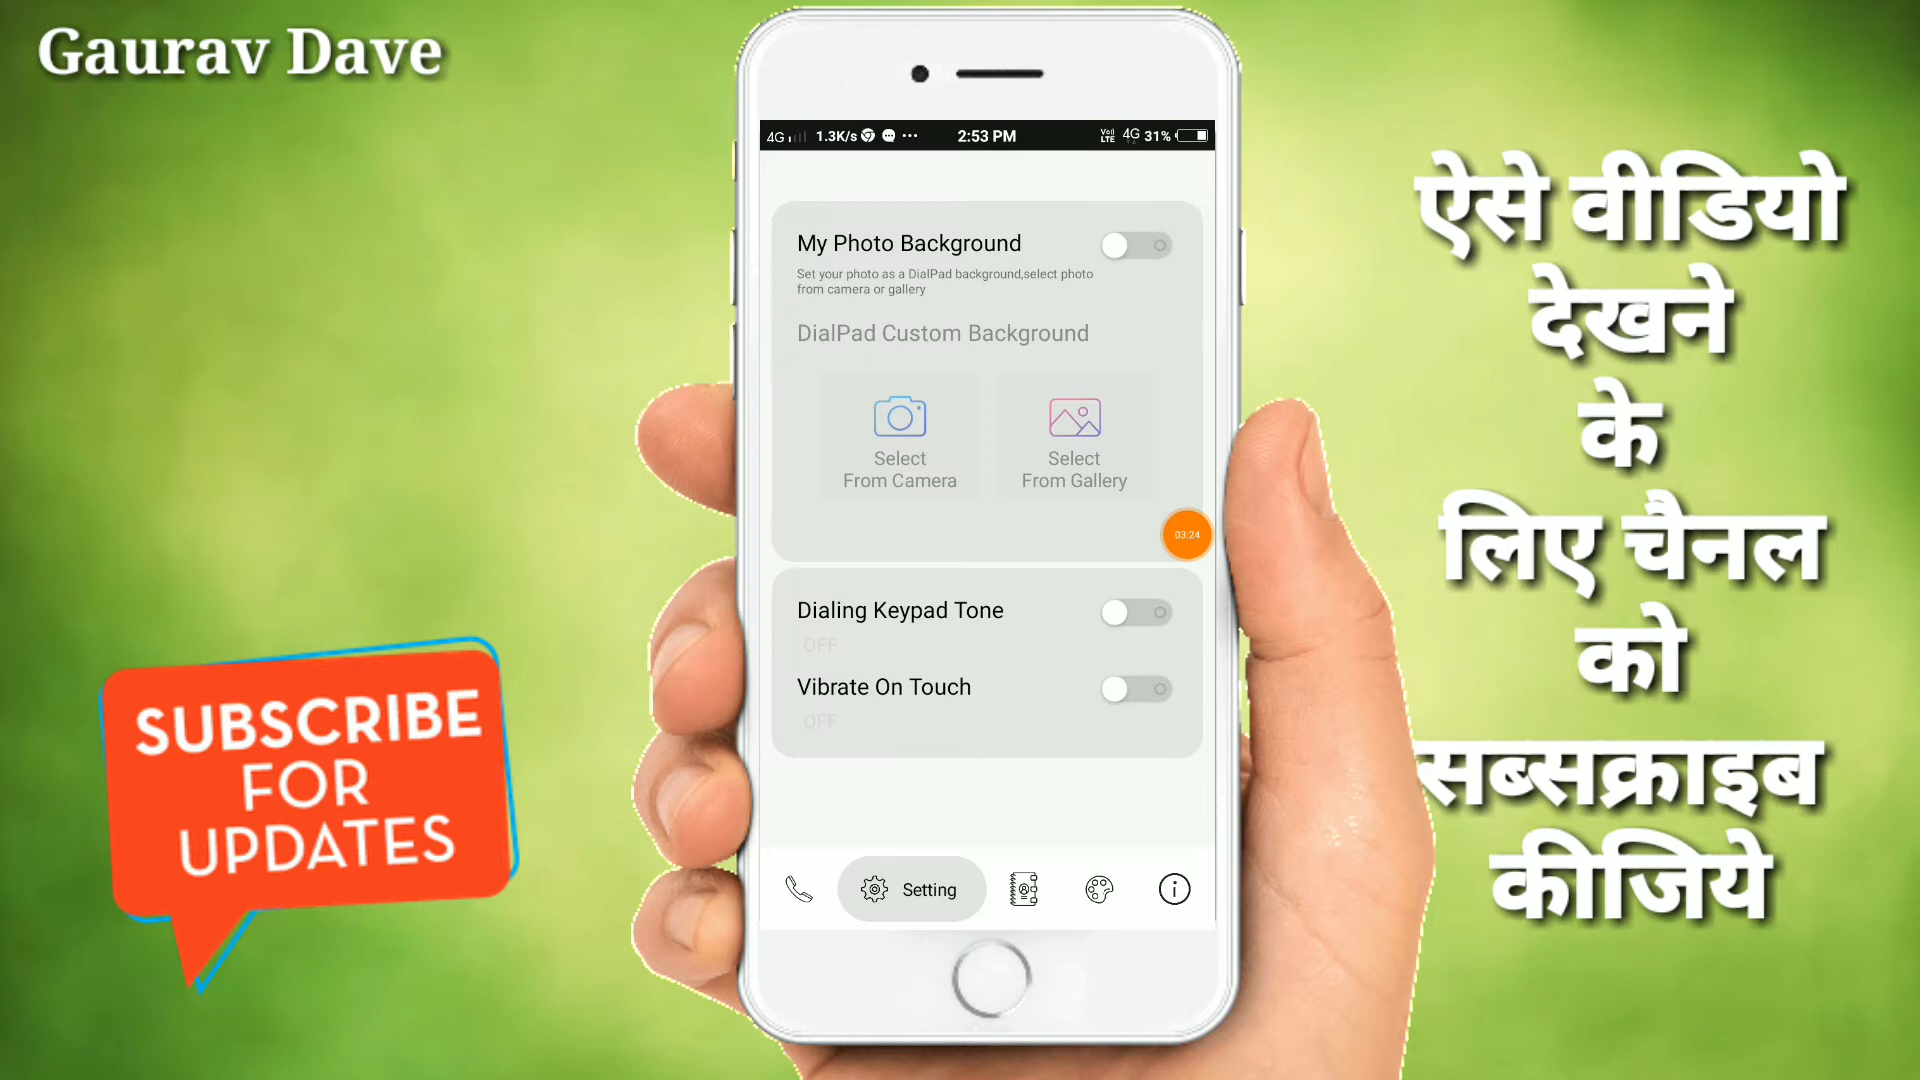 Gaurav Dave
4G 1.3K/s 2:53 PM VoLTE 4G 31%
My Photo Background
Set your photo as a DialPad background,select photo
from camera or gallery
DialPad Custom Background
Select
From Camera
Select
From Gallery
03:24
Dialing Keypad Tone
OFF
Vibrate On Touch
OFF
Setting
SUBSCRIBE
FOR
UPDATES
ऐसे वीडियो
देखने
के
लिए चैनल
को
सब्सक्राइब
कीजिये